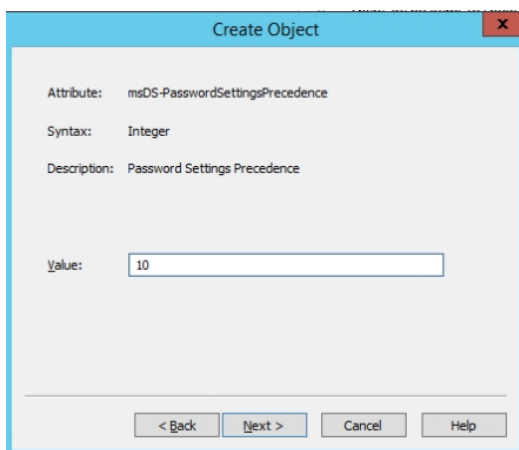 Create Object
x
Attribute: msDS-PasswordSettingsPrecedence
Syntax: Integer
Description: Password Settings Precedence
Value: 10
< Back Next > Cancel Help